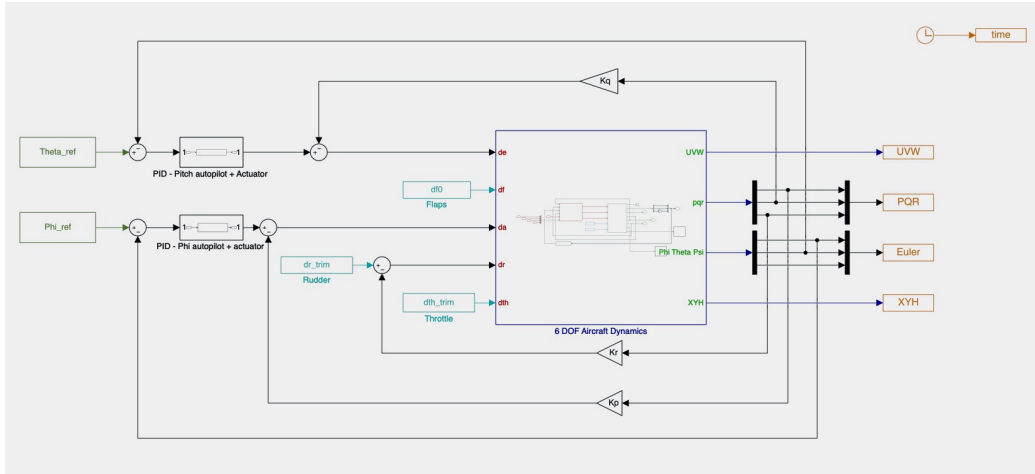 time
Kq
Theta_ref
1
1
PID - Pitch autopilot + Actuator
de
UVW
UVW
df0
df
Flaps
pqr
PQR
Phi_ref
1
1
PID - Phi autopilot + actuator
da
dr_trim
dr
Rudder
Phi Theta Psi
Euler
dth_trim
dth
Throttle
XYH
XYH
6 DOF Aircraft Dynamics
Kr
Kp